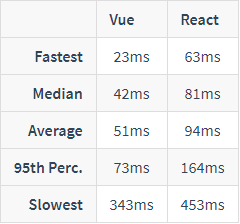 Vue React
Fastest 23ms 63ms
Median 42ms 81ms
Average 51ms 94ms
95th Perc. 73ms 164ms
Slowest 343ms 453ms